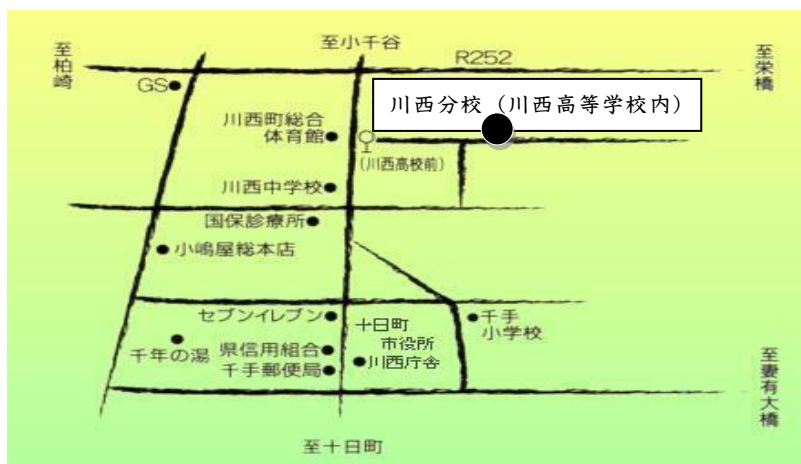 至小千谷
至柏崎
R252
至栄橋
GS
川西分校（川西高等学校内）
川西町総合
体育館
（川西高校前）
川西中学校
国保診療所
小嶋屋総本店
セブンイレブン
十日町
市役所
川西庁舎
千手
小学校
千年の湯
県信用組合
千手郵便局
至妻有大橋
至十日町